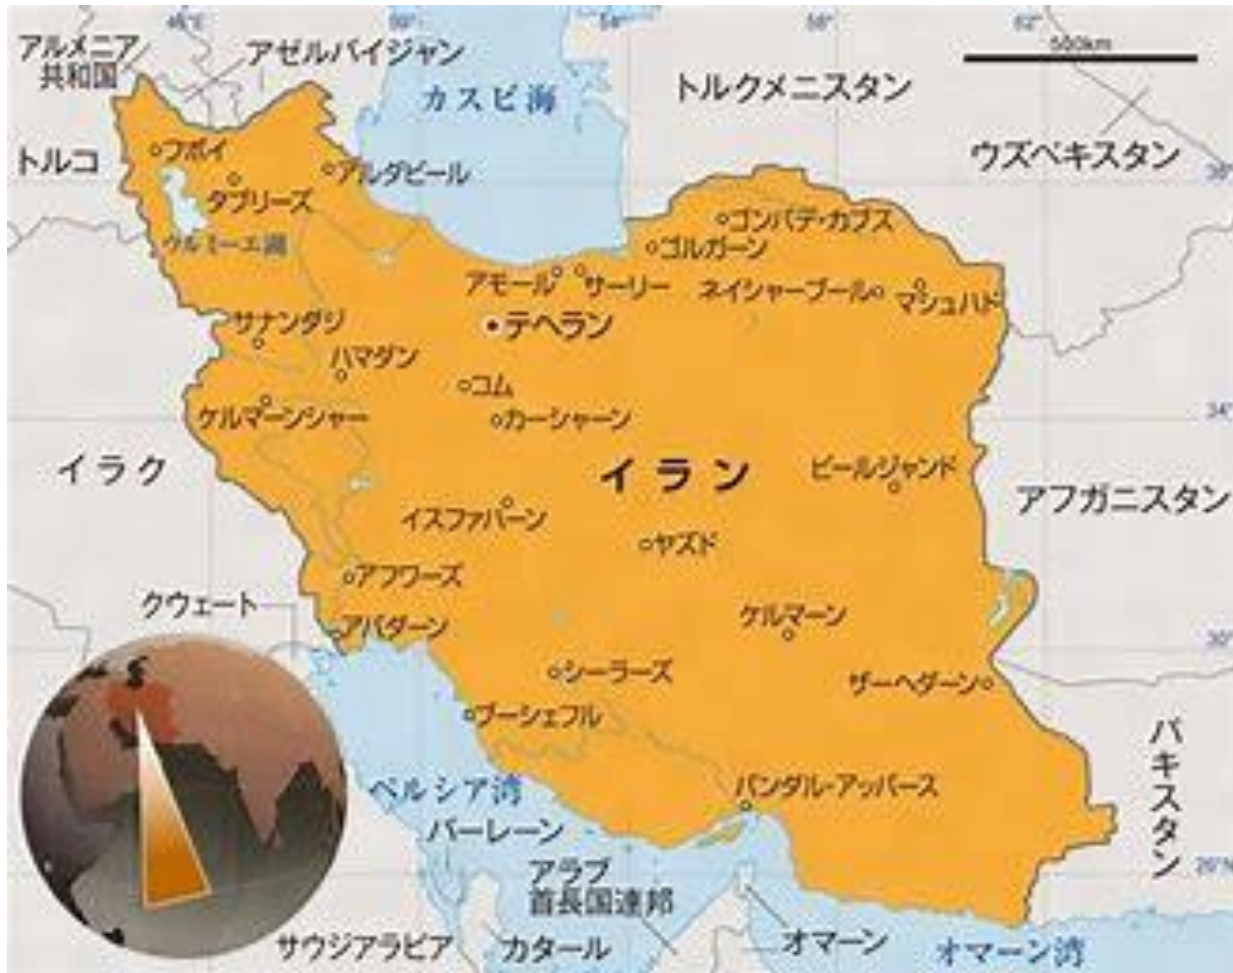 46°E
50°
54°
58°
62°
500km
アルメニア
共和国
アゼルバイジャン
カスピ海
トルクメニスタン
ウズベキスタン
トルコ
フボイ
アルダビール
38°
タブリーズ
ウルミーエ湖
ゴンバデ・カブス
ゴルガーン
アモール
サーリー
ネイシャーブール
マシュハド
サナンダジ
テヘラン
ハマダン
コム
ケルマーンシャー
カーシャーン
34°
イラク
イラン
ビールジャンド
アフガニスタン
イスファハーン
ヤズド
アフワーズ
クウェート
アバダーン
ケルマーン
30°
シーラーズ
ザーヘダーン
ブーシェフル
パキスタン
ペルシア湾
バンダル・アッバース
バーレーン
アラブ
首長国連邦
26°N
サウジアラビア
カタール
オマーン
オマーン湾